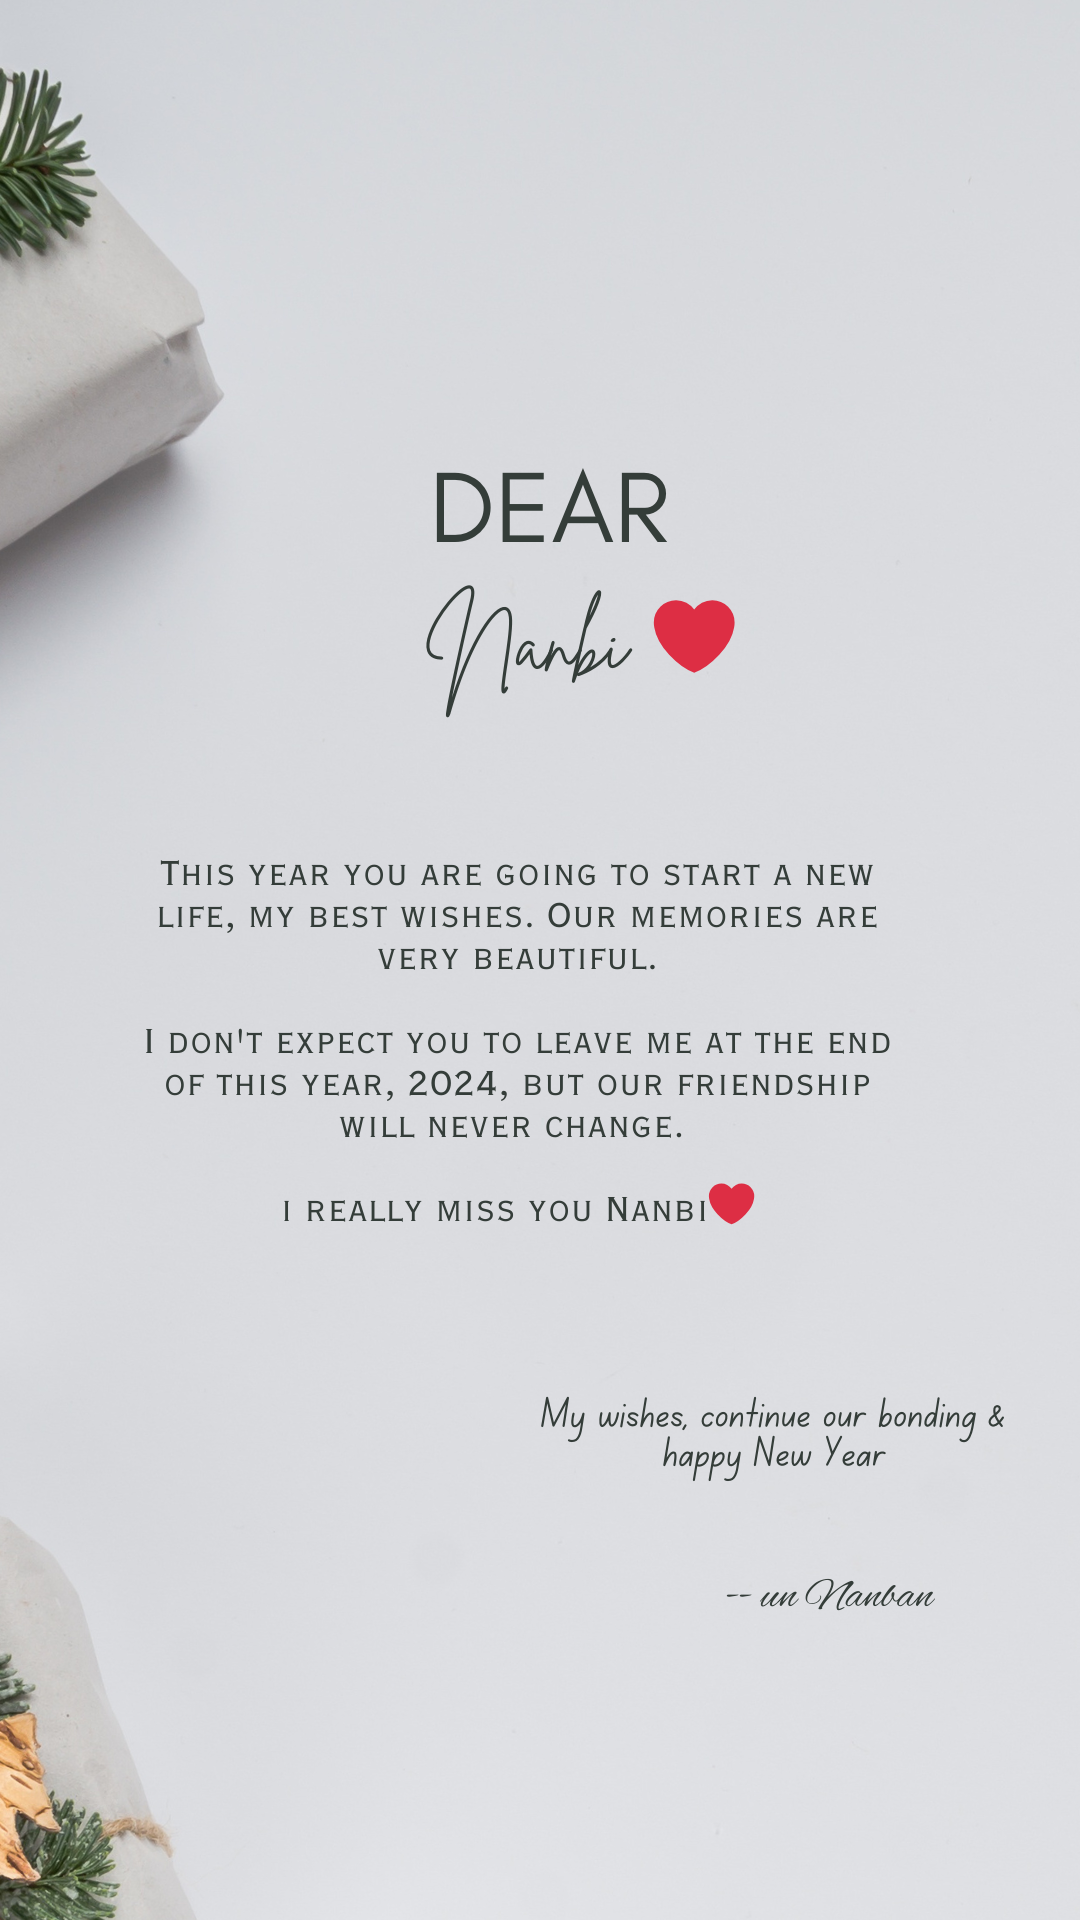 DEAR
Nanbi ❤
This year you are going to start a new
life, my best wishes. Our memories are
very beautiful.
I don't expect you to leave me at the end
of this year, 2024, but our friendship
will never change.
i really miss you Nanbi❤
My wishes, continue our bonding &
happy New Year
-- un Nanban